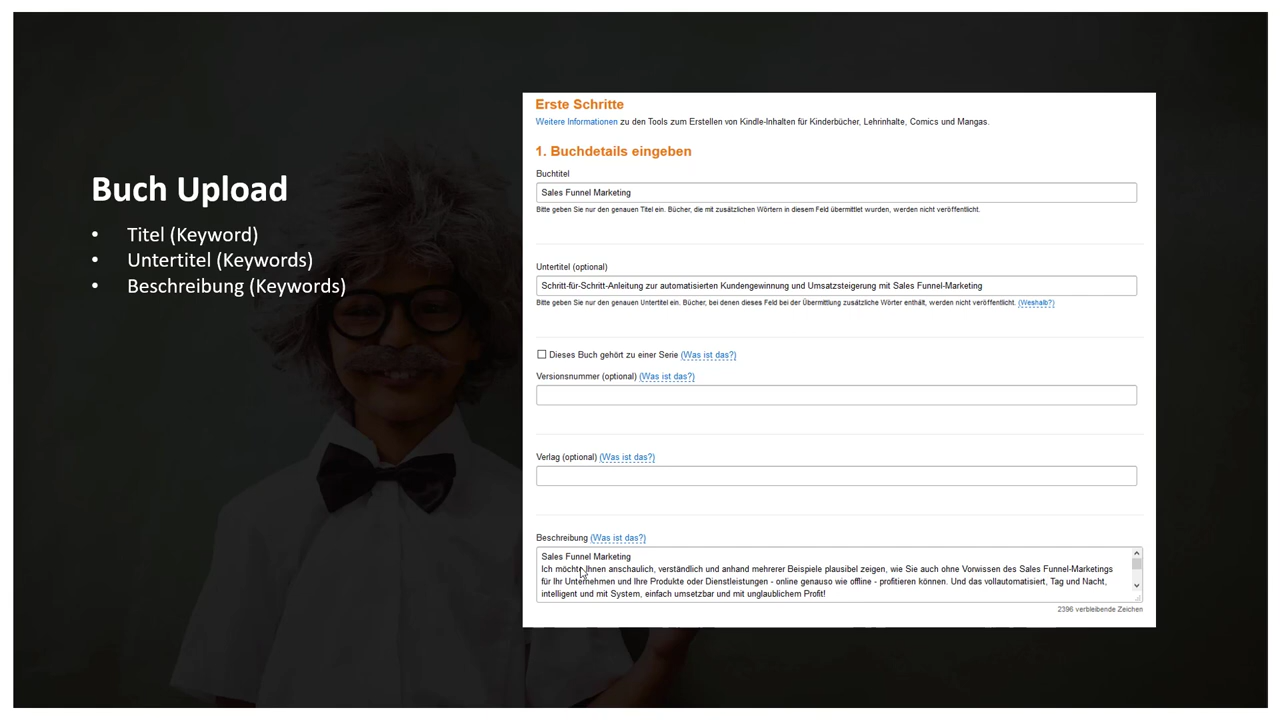 Buch Upload
• Titel (Keyword)
• Untertitel (Keywords)
• Beschreibung (Keywords)
Erste Schritte
Weitere Informationen zu den Tools zum Erstellen von Kindle-Inhalten für Kinderbücher, Lehrinhalte, Comics und Mangas.
1. Buchdetails eingeben
Buchtitel
Sales Funnel Marketing
Bitte geben Sie nur den genauen Titel ein. Bücher, die mit zusätzlichen Wörtern in diesem Feld übermittlet wurden, werden nicht veröffentlicht.
Untertitel (optional)
Schritt-für-Schritt-Anleitung zur automatisierten Kundengewinnung und Umsatzsteigerung mit Sales Funnel-Marketing
Bitte geben Sie nur den genauen Untertitel ein. Bücher, bei denen dieses Feld bei der Übermittlung zusätzliche Wörter enthält, werden nicht veröffentlicht. (Weshalb?)
Dieses Buch gehört zu einer Serie (Was ist das?)
Versionsnummer (optional) (Was ist das?)
Verlag (optional) (Was ist das?)
Beschreibung (Was ist das?)
Sales Funnel Marketing
Ich möchte Ihnen anschaulich, verständlich und anhand mehrerer Beispiele plausibel zeigen, wie Sie auch ohne Vorwissen des Sales Funnel-Marketings
für Ihr Unternehmen und Ihre Produkte oder Dienstleistungen - online genauso wie offline - profitieren können. Und das vollautomatisiert, Tag und Nacht,
intelligent und mit System, einfach umsetzbar und mit unglaublichem Profit!
2396 verbleibende Zeichen